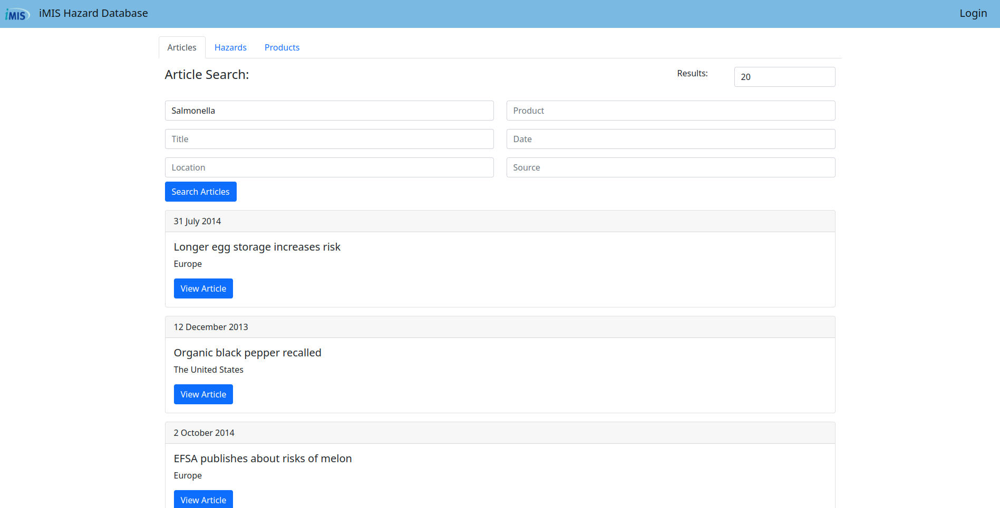 iMIS iMIS Hazard Database Login
Articles Hazards Products
Article Search: Results: 20
Salmonella Product
Title Date
Location Source
Search Articles
31 July 2014
Longer egg storage increases risk
Europe
View Article
12 December 2013
Organic black pepper recalled
The United States
View Article
2 October 2014
EFSA publishes about risks of melon
Europe
View Article